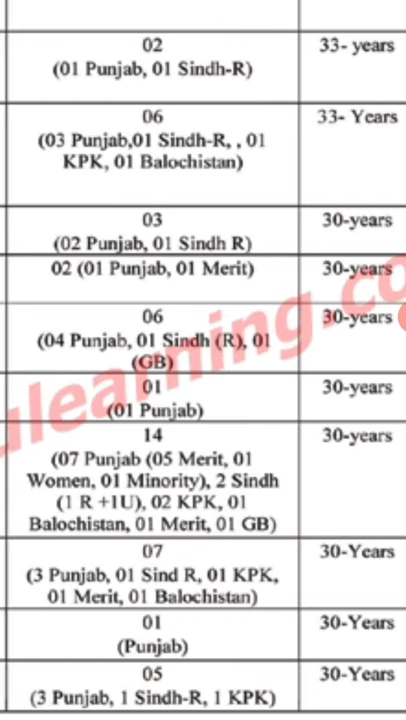 02 33- years
(01 Punjab, 01 Sindh-R)
06 33- Years
(03 Punjab,01 Sindh-R, , 01
KPK, 01 Balochistan)
03 30-years
(02 Punjab, 01 Sindh R)
02 (01 Punjab, 01 Merit) 30-years
06 30-years
(04 Punjab, 01 Sindh (R), 01
(GB)
01 30-years
(01 Punjab)
14 30-years
(07 Punjab (05 Merit, 01
Women, 01 Minority), 2 Sindh
(1 R +1U), 02 KPK, 01
Balochistan, 01 Merit, 01 GB)
07 30-Years
(3 Punjab, 01 Sind R, 01 KPK,
01 Merit, 01 Balochistan)
01 30-Years
(Punjab)
05 30-Years
(3 Punjab, 1 Sindh-R, 1 KPK)
ulearning.co